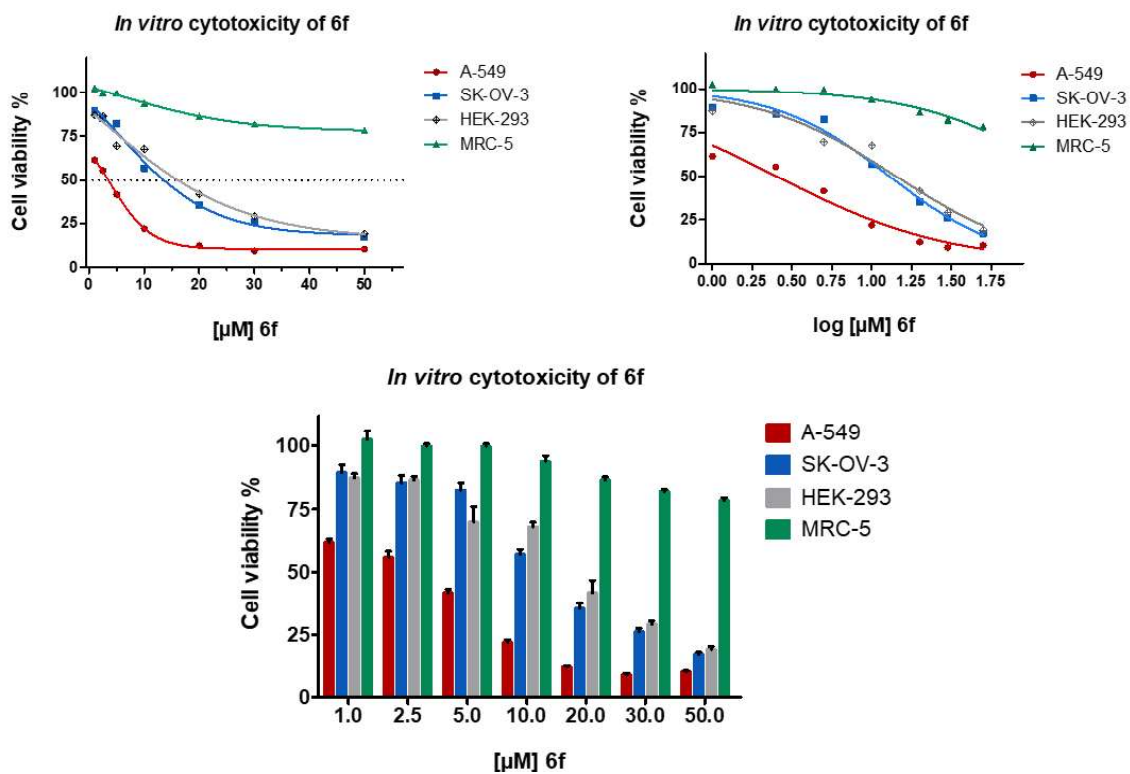 In vitro cytotoxicity of 6f
A-549
SK-OV-3
HEK-293
MRC-5
Cell viability %
100
75
50
25
0
0 10 20 30 40 50
[µM] 6f
In vitro cytotoxicity of 6f
A-549
SK-OV-3
HEK-293
MRC-5
Cell viability %
100
75
50
25
0
0.00 0.25 0.50 0.75 1.00 1.25 1.50 1.75
log [µM] 6f
In vitro cytotoxicity of 6f
A-549
SK-OV-3
HEK-293
MRC-5
Cell viability %
100
75
50
25
0
1.0 2.5 5.0 10.0 20.0 30.0 50.0
[µM] 6f